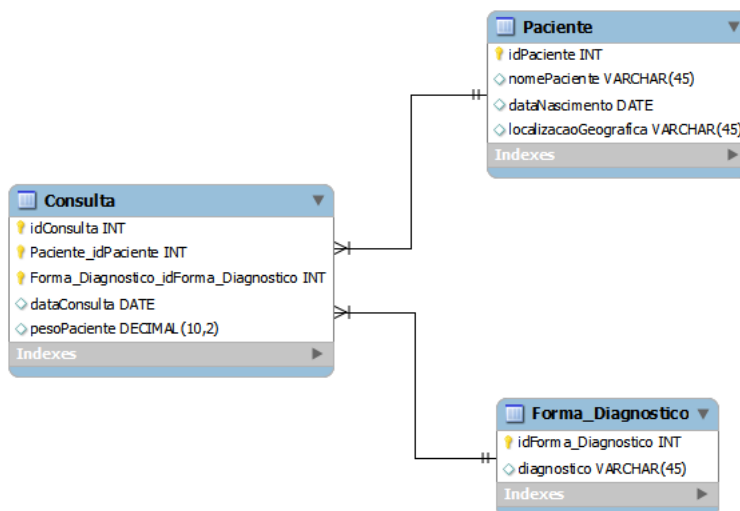 Paciente
idPaciente INT
nomePaciente VARCHAR(45)
dataNascimento DATE
localizacaoGeografica VARCHAR(45)
Indexes
Consulta
idConsulta INT
Paciente_idPaciente INT
Forma_Diagnostico_idForma_Diagnostico INT
dataConsulta DATE
pesoPaciente DECIMAL(10,2)
Indexes
Forma_Diagnostico
idForma_Diagnostico INT
diagnostico VARCHAR(45)
Indexes